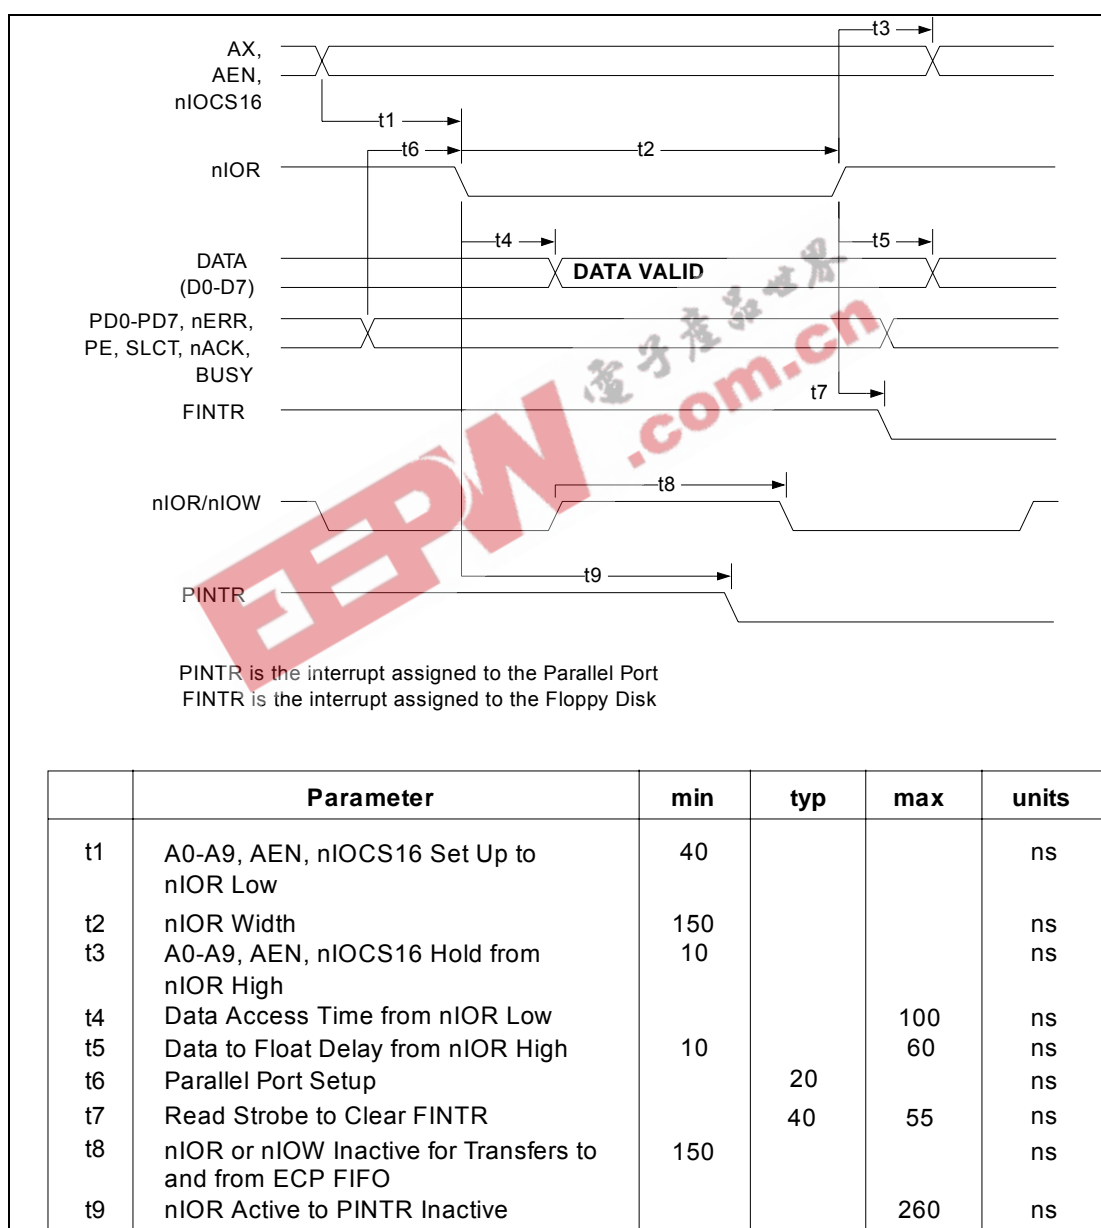 AX,
AEN,
nIOCS16
t3
t1
t6
t2
nIOR
t4
t5
DATA
(D0-D7)
DATA VALID
PD0-PD7, nERR,
PE, SLCT, nACK,
BUSY
t7
FINTR
t8
nIOR/nIOW
t9
PINTR
EEPW
電子產品世界
.com.cn
PINTR is the interrupt assigned to the Parallel Port
FINTR is the interrupt assigned to the Floppy Disk
Parameter min typ max units
t1 A0-A9, AEN, nIOCS16 Set Up to 40 ns
nIOR Low
t2 nIOR Width 150 ns
t3 A0-A9, AEN, nIOCS16 Hold from 10 ns
nIOR High
t4 Data Access Time from nIOR Low 100 ns
t5 Data to Float Delay from nIOR High 10 60 ns
t6 Parallel Port Setup 20 ns
t7 Read Strobe to Clear FINTR 40 55 ns
t8 nIOR or nIOW Inactive for Transfers to 150 ns
and from ECP FIFO
t9 nIOR Active to PINTR Inactive 260 ns